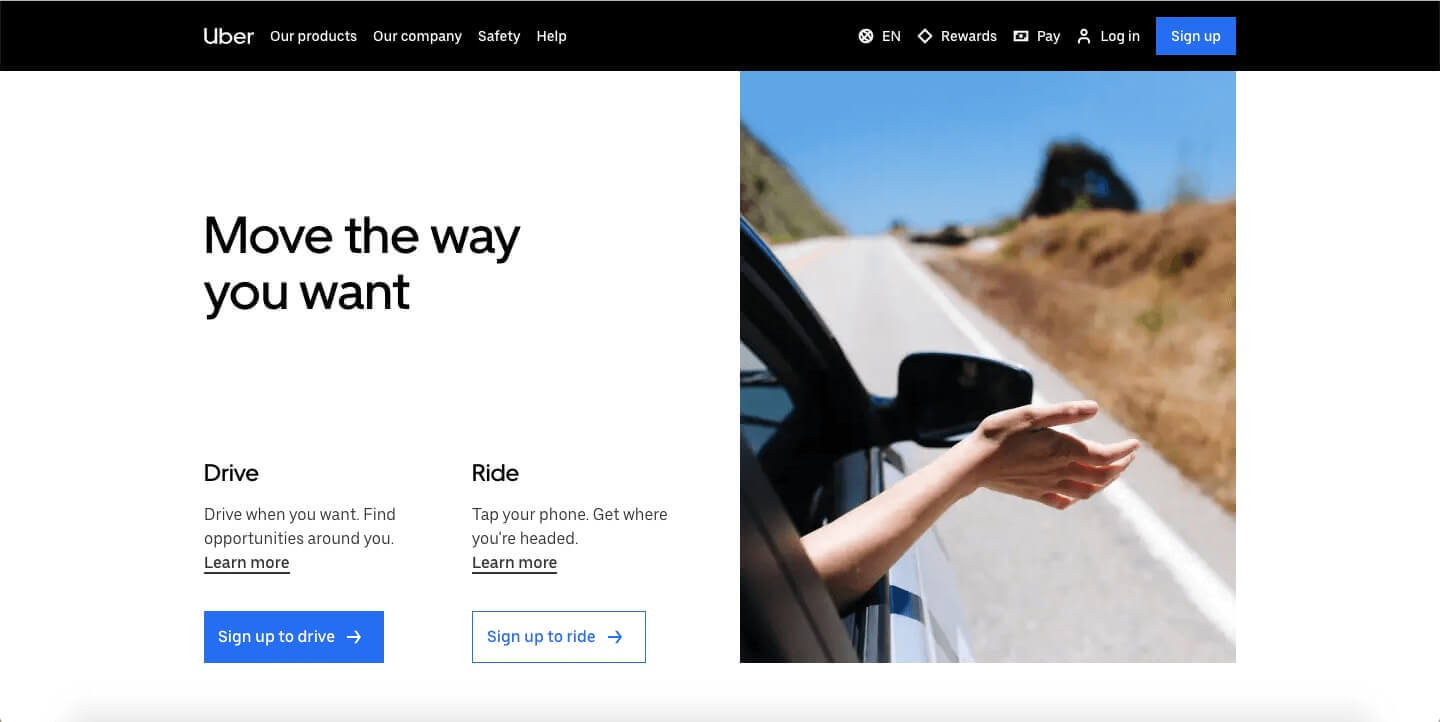 Uber Our products Our company Safety Help EN Rewards Pay Log in Sign up
Move the way
you want
Drive
Drive when you want. Find
opportunities around you.
Learn more
Sign up to drive
Ride
Tap your phone. Get where
you're headed.
Learn more
Sign up to ride